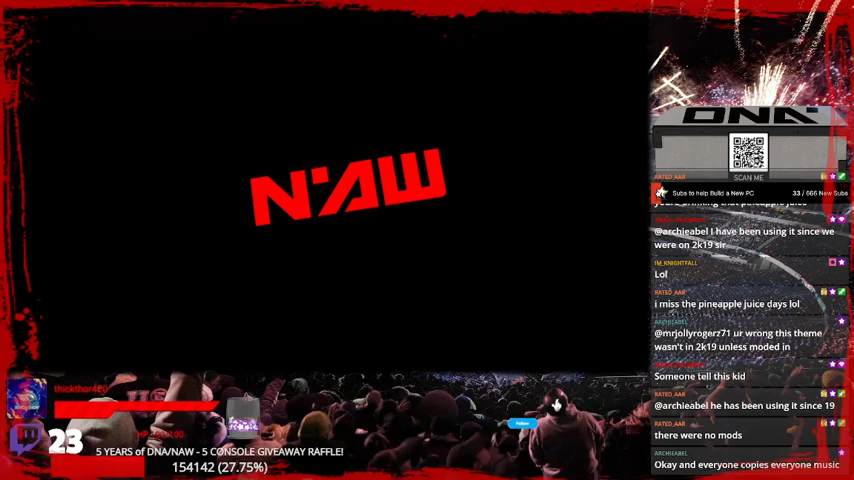 N'AW
DNA
SCAN ME
RATED_AAR
Subs to help Build a New PC
33 / 666 New Subs
@archieabel I have been using it since we
were on 2k19 sir
IM_KNIGHTFALL
Lol
RATED_AAR
i miss the pineapple juice days lol
ARCHIEABEL
@mrjollyrogerz71 ur wrong this theme
wasn't in 2k19 unless moded in
Someone tell this kid
RATED_AAR
@archieabel he has been using it since 19
RATED_AAR
there were no mods
ARCHIEABEL
Okay and everyone copies everyone music
thickthor420
Follow
23
5 YEARS of DNA/NAW - 5 CONSOLE GIVEAWAY RAFFLE!
154142 (27.75%)